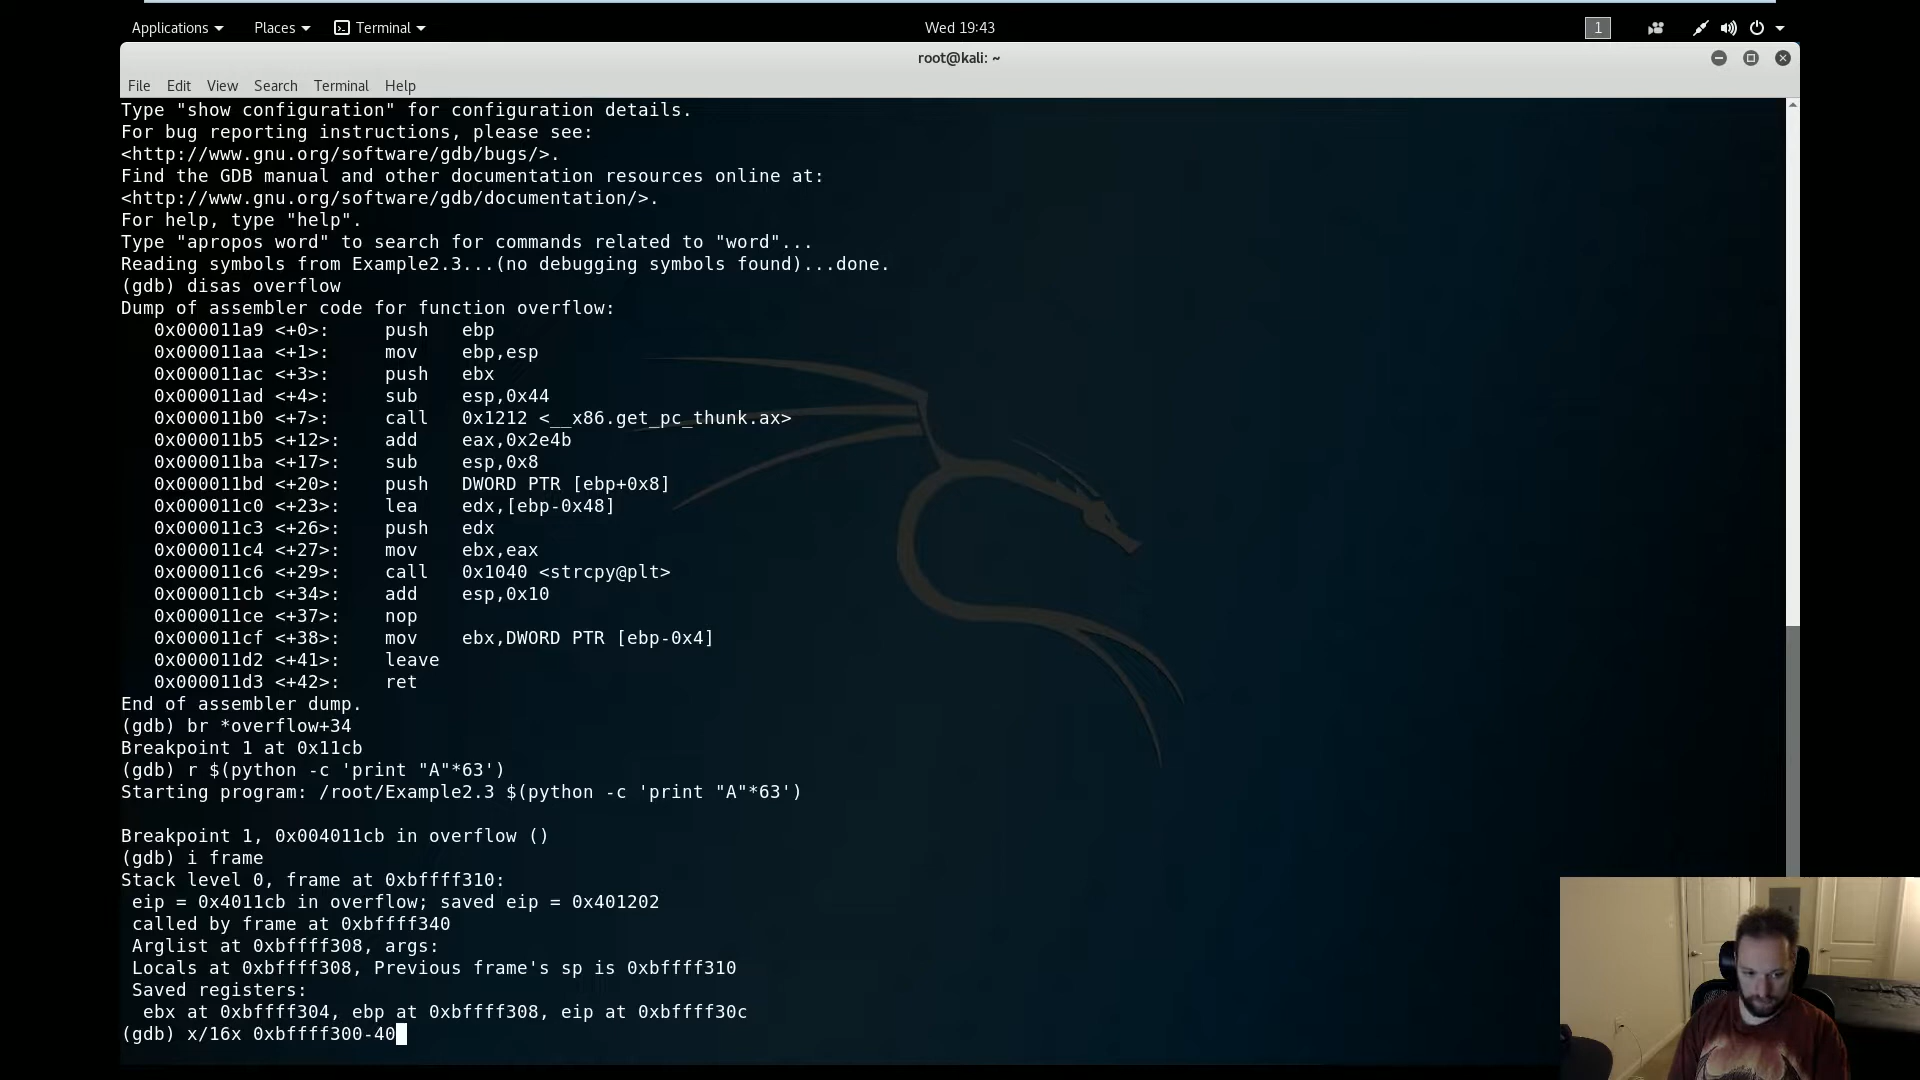 Applications Places Terminal Wed 19:43 1
root@kali: ~
File Edit View Search Terminal Help
Type "show configuration" for configuration details.
For bug reporting instructions, please see:
<http://www.gnu.org/software/gdb/bugs/>.
Find the GDB manual and other documentation resources online at:
<http://www.gnu.org/software/gdb/documentation/>.
For help, type "help".
Type "apropos word" to search for commands related to "word"...
Reading symbols from Example2.3...(no debugging symbols found)...done.
(gdb) disas overflow
Dump of assembler code for function overflow:
   0x000011a9 <+0>:     push   ebp
   0x000011aa <+1>:     mov    ebp,esp
   0x000011ac <+3>:     push   ebx
   0x000011ad <+4>:     sub    esp,0x44
   0x000011b0 <+7>:     call   0x1212 <__x86.get_pc_thunk.ax>
   0x000011b5 <+12>:    add    eax,0x2e4b
   0x000011ba <+17>:    sub    esp,0x8
   0x000011bd <+20>:    push   DWORD PTR [ebp+0x8]
   0x000011c0 <+23>:    lea    edx,[ebp-0x48]
   0x000011c3 <+26>:    push   edx
   0x000011c4 <+27>:    mov    ebx,eax
   0x000011c6 <+29>:    call   0x1040 <strcpy@plt>
   0x000011cb <+34>:    add    esp,0x10
   0x000011ce <+37>:    nop
   0x000011cf <+38>:    mov    ebx,DWORD PTR [ebp-0x4]
   0x000011d2 <+41>:    leave
   0x000011d3 <+42>:    ret
End of assembler dump.
(gdb) br *overflow+34
Breakpoint 1 at 0x11cb
(gdb) r $(python -c 'print "A"*63')
Starting program: /root/Example2.3 $(python -c 'print "A"*63')
Breakpoint 1, 0x004011cb in overflow ()
(gdb) i frame
Stack level 0, frame at 0xbffff310:
 eip = 0x4011cb in overflow; saved eip = 0x401202
 called by frame at 0xbffff340
 Arglist at 0xbffff308, args:
 Locals at 0xbffff308, Previous frame's sp is 0xbffff310
 Saved registers:
  ebx at 0xbffff304, ebp at 0xbffff308, eip at 0xbffff30c
(gdb) x/16x 0xbffff300-40